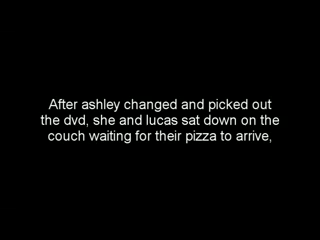 After ashley changed and picked out
the dvd, she and lucas sat down on the
couch waiting for their pizza to arrive,